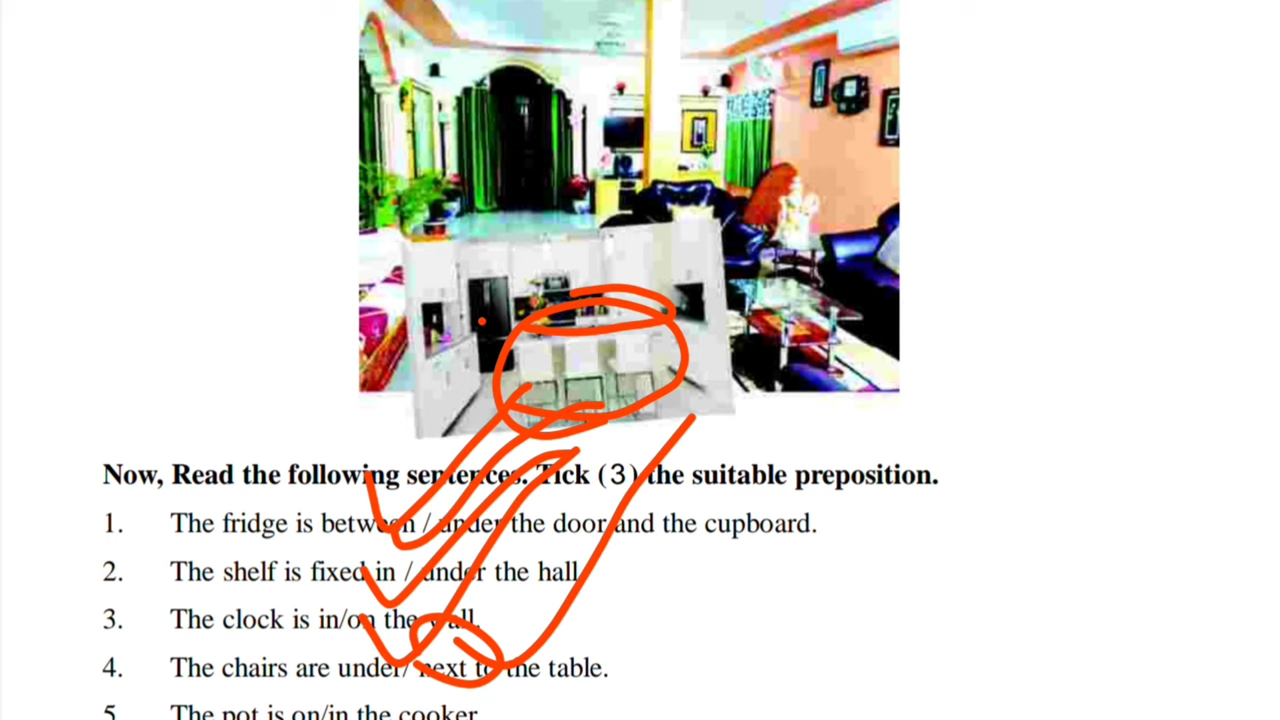 Now, Read the following sentences. Tick (3) the suitable preposition.
1. The fridge is between / under the door and the cupboard.
2. The shelf is fixed in / under the hall
3. The clock is in/on the wall.
4. The chairs are under/ next to the table.
5. The pot is on/in the cooker